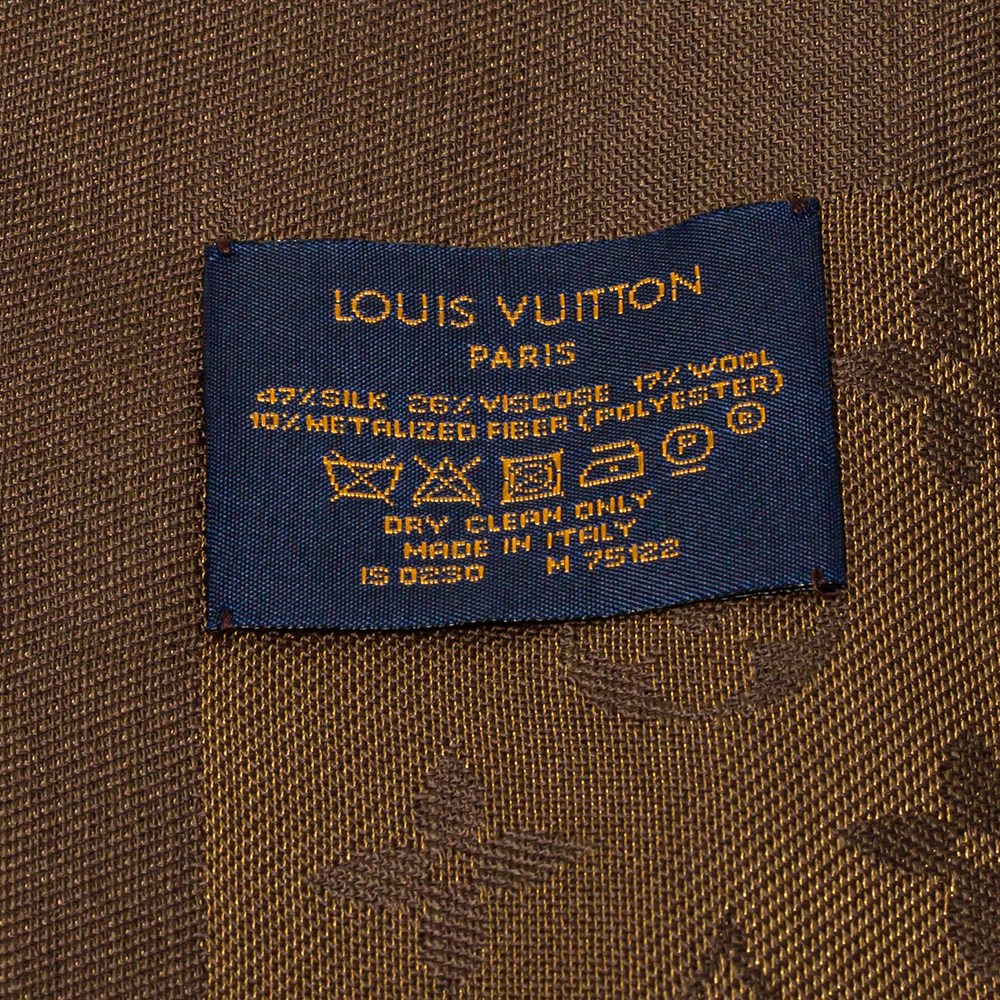 LOUIS VUITTON
PARIS
47% SILK 26% VISCOSE 17% WOOL
10% METALIZED FIBER (POLYESTER)
P ®
DRY CLEAN ONLY
MADE IN ITALY
IS 0230 M 75122